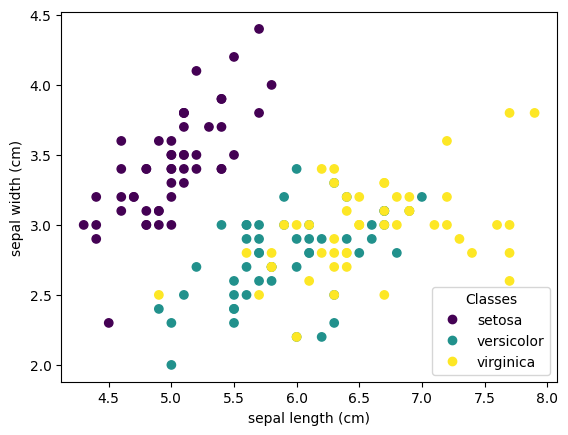 4.5
4.0
3.5
3.0
2.5
2.0
sepal width (cm)
Classes
setosa
versicolor
virginica
4.5 5.0 5.5 6.0 6.5 7.0 7.5 8.0
sepal length (cm)